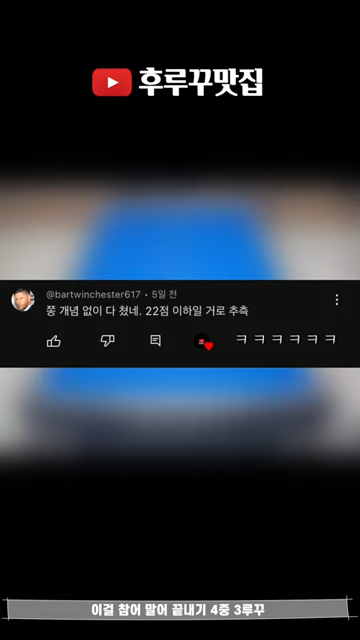 후루꾸맛집
@bartwinchester617 • 5일 전
쫑 개념 없이 다 쳤네. 22점 이하일 거로 추측
ㅋㅋㅋㅋㅋㅋ
이걸 참어 말어 끝내기 4중 3루꾸